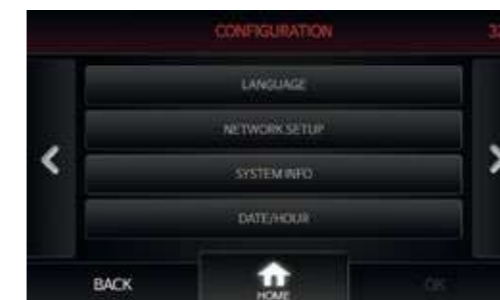 CONFIGURATION
LANGUAGE
NETWORK SETUP
SYSTEM INFO
DATE/HOUR
BACK
HOME
OK